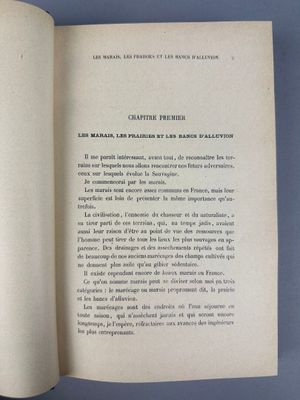 LES MARAIS, LES PRAIRIES ET LES BANCS D'ALLUVION
CHAPITRE PREMIER
LES MARAIS, LES PRAIRIES ET LES BANCS D'ALLUVION
Il me paraît intéressant, avant tout, de reconnaître les ter-
rains sur lesquels nous allons rencontrer nos futurs adversaires,
ceux sur lesquels évolue la Sauvagine.
Je commencerai par les marais.
Les marais sont encore assez communs en France, mais leur
superficie est loin de présenter la même importance qu'au-
trefois.
La civilisation, l'ennemie du chasseur et du naturaliste, a
su tirer parti de ces terrains, qui, au temps jadis, avaient
leur raison d'être au point de vue des ressources que
l'homme peut tirer de tous les lieux les plus sauvages en ap-
parence. Des drainages et des assèchements répétés ont fait
de beaucoup de nos anciens marécages des champs cultivés qui
ne donnent plus asile qu'au gibier sédentaire.
Il existe cependant encore de beaux marais en France.
Ce qu'on nomme marais peut se diviser selon moi en trois
catégories : le marécage ou marais proprement dit, la prairie
et les bancs d'alluvion.
Les marécages sont des endroits où l'eau séjourne en
toute saison, qui n'assèchent jamais et qui seront encore
longtemps, je l'espère, réfractaires aux avances des ingénieurs
les plus entreprenants.